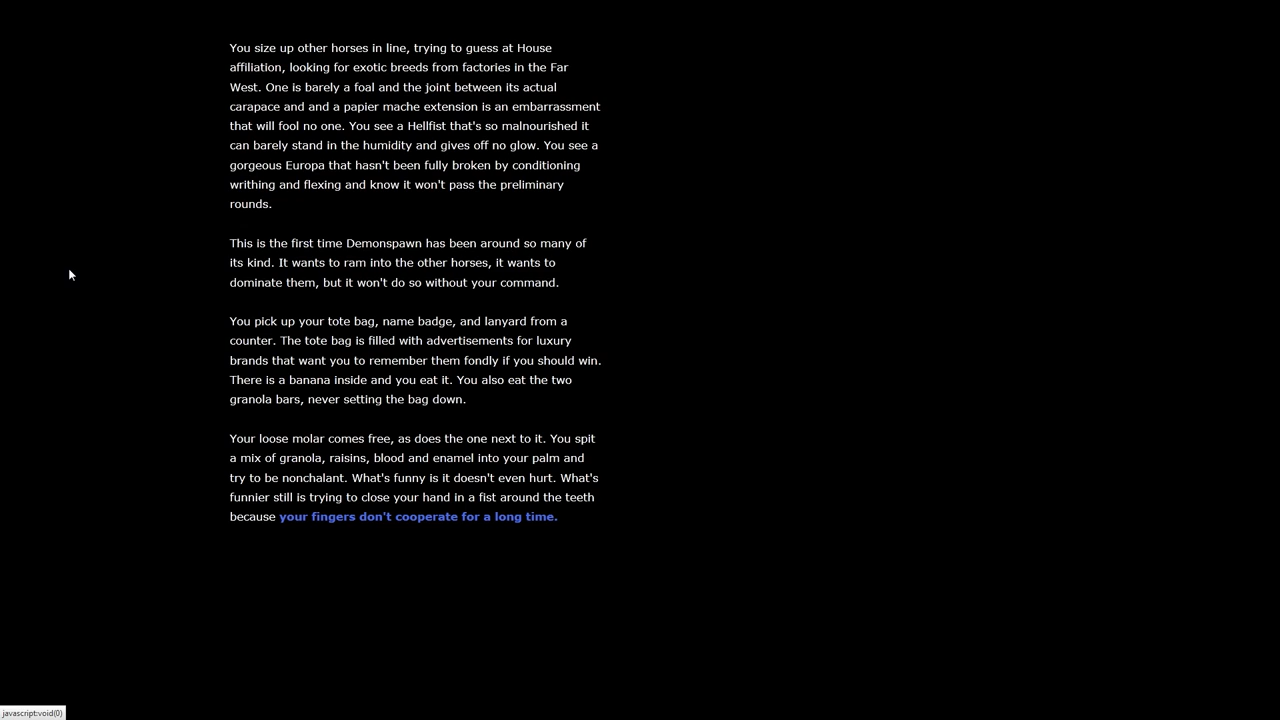 You size up other horses in line, trying to guess at House
affiliation, looking for exotic breeds from factories in the Far
West. One is barely a foal and the joint between its actual
carapace and and a papier mache extension is an embarrassment
that will fool no one. You see a Hellfist that's so malnourished it
can barely stand in the humidity and gives off no glow. You see a
gorgeous Europa that hasn't been fully broken by conditioning
writhing and flexing and know it won't pass the preliminary
rounds.
This is the first time Demonspawn has been around so many of
its kind. It wants to ram into the other horses, it wants to
dominate them, but it won't do so without your command.
You pick up your tote bag, name badge, and lanyard from a
counter. The tote bag is filled with advertisements for luxury
brands that want you to remember them fondly if you should win.
There is a banana inside and you eat it. You also eat the two
granola bars, never setting the bag down.
Your loose molar comes free, as does the one next to it. You spit
a mix of granola, raisins, blood and enamel into your palm and
try to be nonchalant. What's funny is it doesn't even hurt. What's
funnier still is trying to close your hand in a fist around the teeth
because your fingers don't cooperate for a long time.
javascript:void(0)